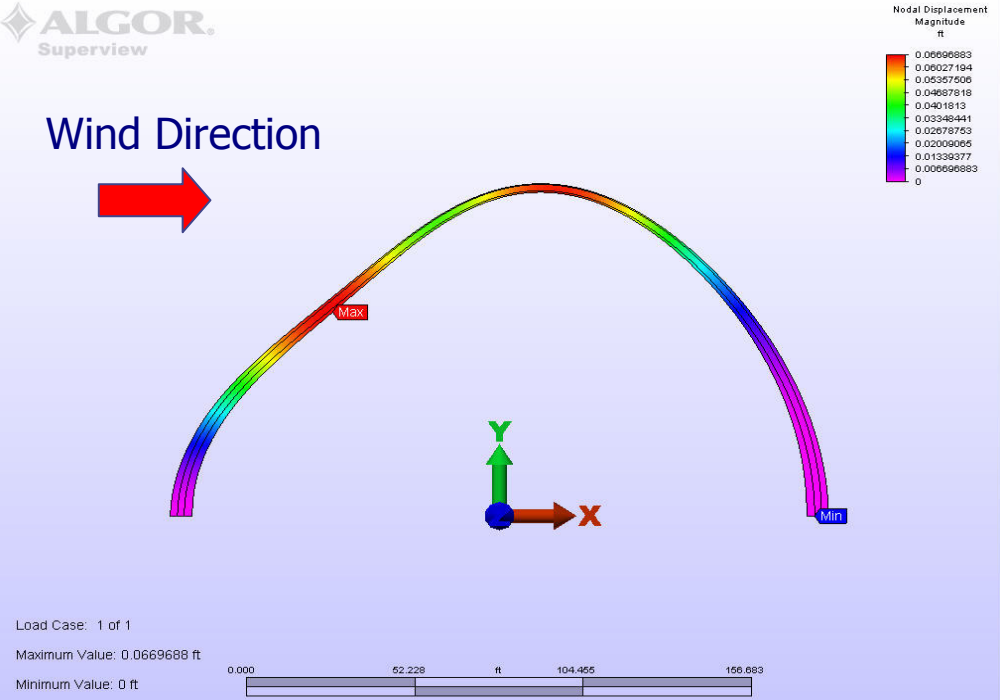 ALGOR®
Superview
Nodal Displacement
Magnitude
ft
0.06696883
0.06027194
0.05357506
0.04687818
0.0401813
0.03348441
0.02678753
0.02009065
0.01339377
0.006696883
0
Wind Direction
Max
Y
X
Min
Load Case: 1 of 1
Maximum Value: 0.0669688 ft
Minimum Value: 0 ft
0.000 52.228 ft 104.455 156.683